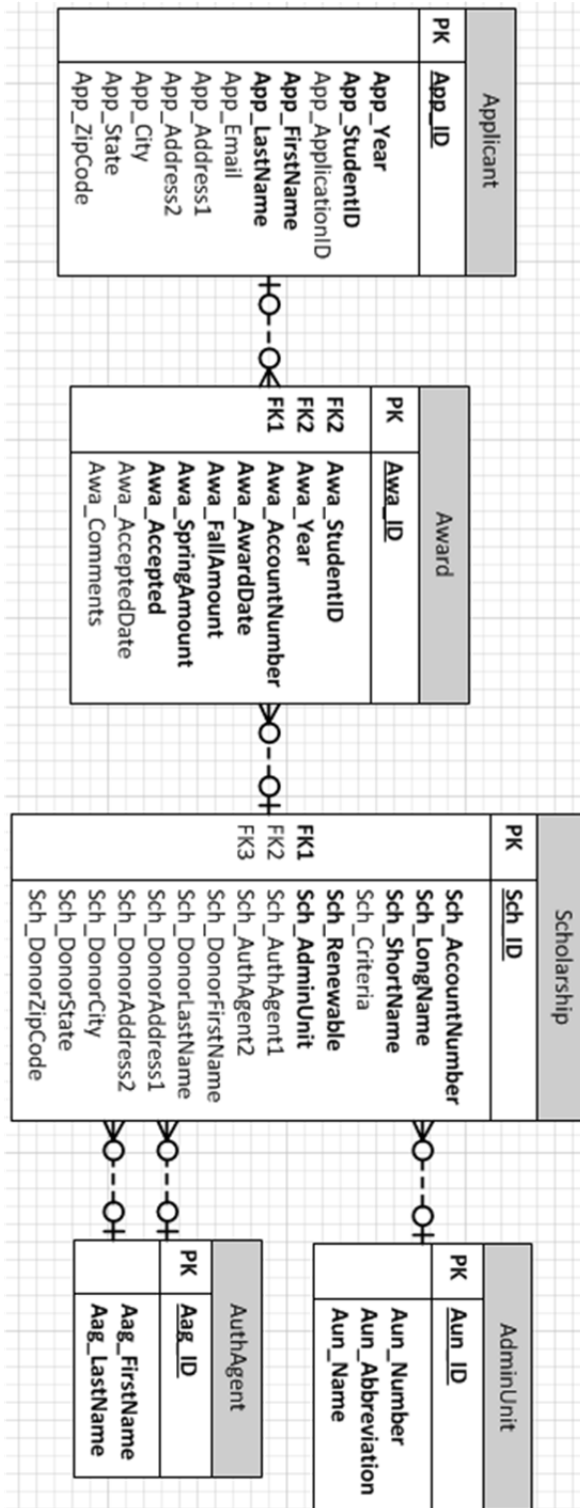 Applicant
PK App_ID
App_Year
App_StudentID
App_ApplicationID
App_FirstName
App_LastName
App_Email
App_Address1
App_Address2
App_City
App_State
App_ZipCode
Award
PK Awa_ID
FK2 Awa_StudentID
FK2 Awa_Year
FK1 Awa_AccountNumber
Awa_AwardDate
Awa_FallAmount
Awa_SpringAmount
Awa_Accepted
Awa_AcceptedDate
Awa_Comments
Scholarship
PK Sch_ID
Sch_AccountNumber
Sch_LongName
Sch_ShortName
Sch_Criteria
Sch_Renewable
FK1 Sch_AdminUnit
FK2 Sch_AuthAgent1
FK3 Sch_AuthAgent2
Sch_DonorFirstName
Sch_DonorLastName
Sch_DonorAddress1
Sch_DonorAddress2
Sch_DonorCity
Sch_DonorState
Sch_DonorZipCode
AdminUnit
PK Aun_ID
Aun_Number
Aun_Abbreviation
Aun_Name
AuthAgent
PK Aag_ID
Aag_FirstName
Aag_LastName